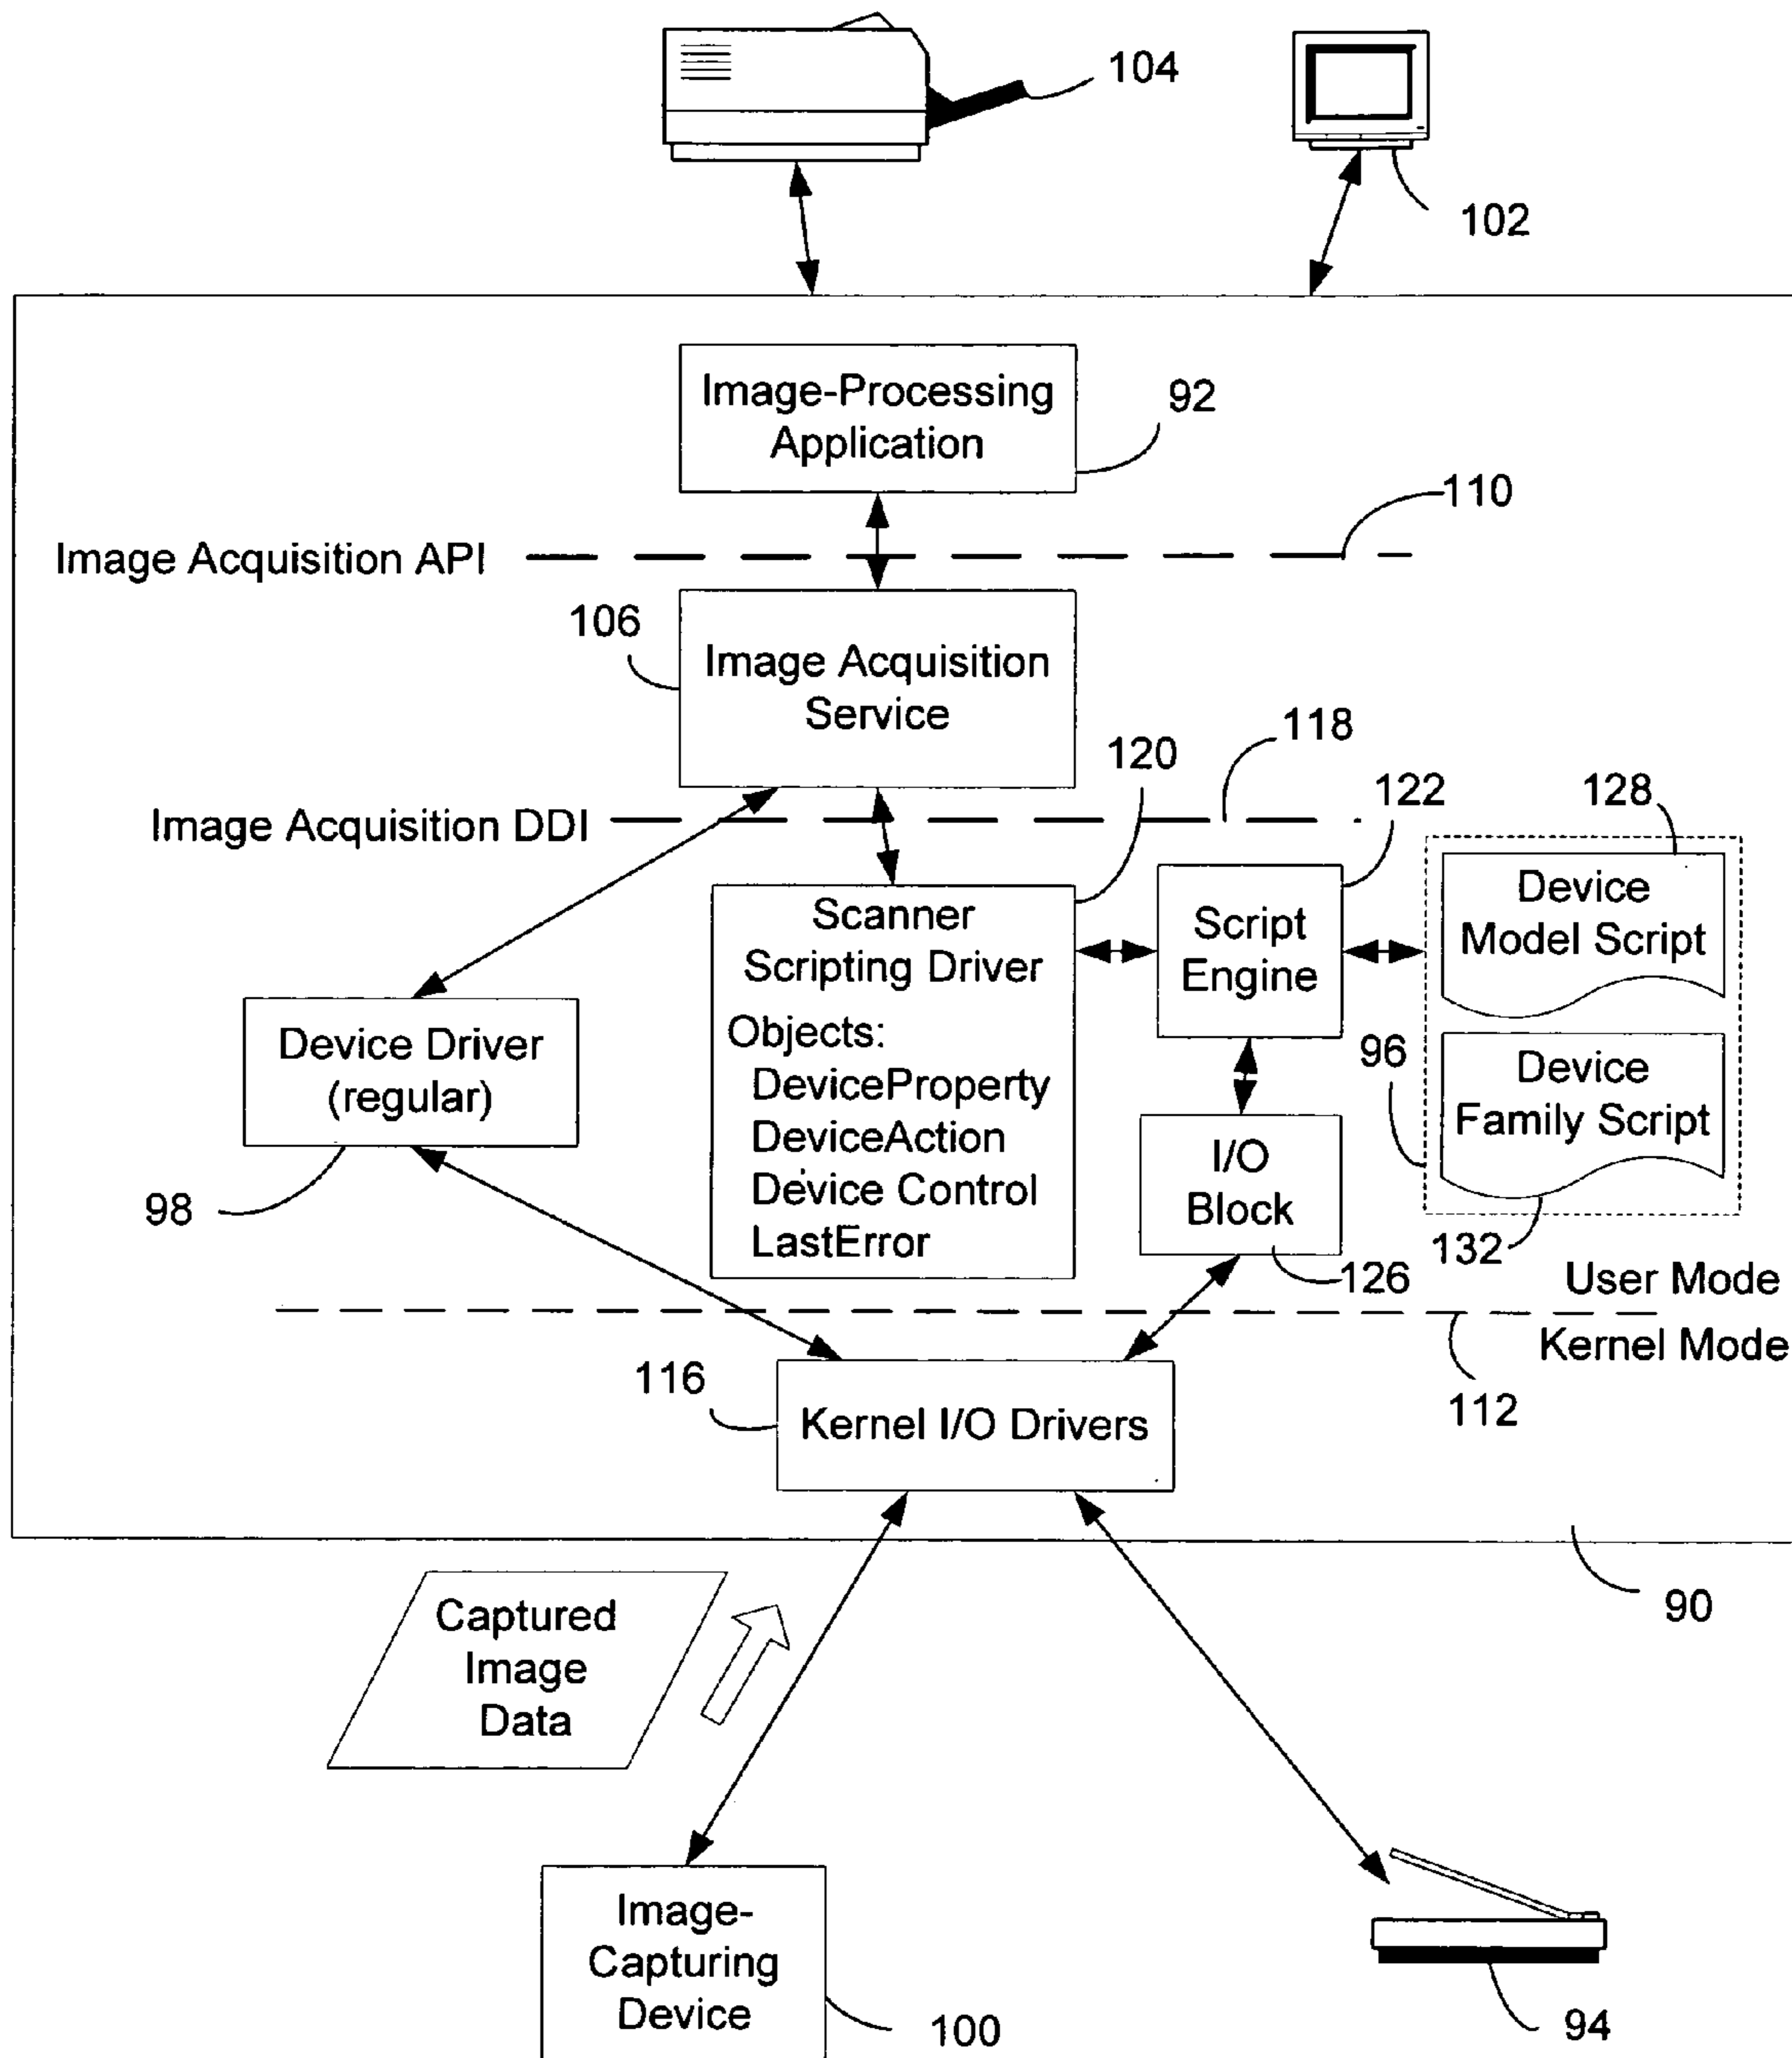 104
102
Image-Processing
Application
92
110
Image Acquisition API
106
Image Acquisition
Service
118
120
122
128
Image Acquisition DDI
Scanner
Scripting Driver
Objects:
DeviceProperty
DeviceAction
Device Control
LastError
Script
Engine
Device
Model Script
Device
Family Script
96
Device Driver
(regular)
98
I/O
Block
126
132
User Mode
Kernel Mode
112
116
Kernel I/O Drivers
90
Captured
Image
Data
Image-
Capturing
Device
100
94